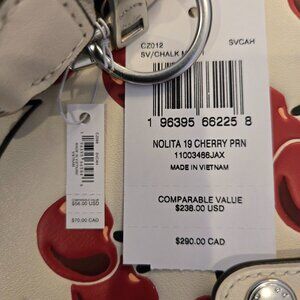 CZ012
SVCAH
SV/CHALK M
1 96395 66225 8
NOLITA 19 CHERRY PRN
11003466JAX
MADE IN VIETNAM
COMPARABLE VALUE
$238.00 USD
$290.00 CAD
$56.00 USD
$70.00 CAD